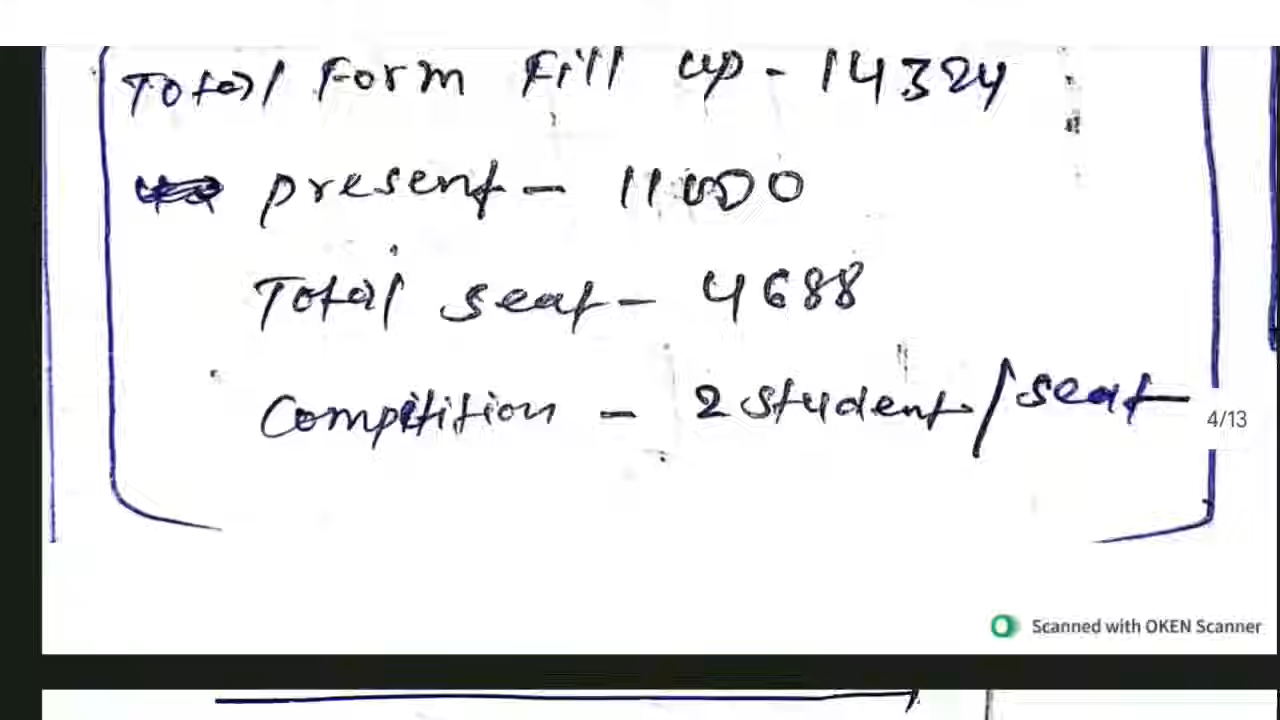 Total Form Fill up - 14324
present - 11000
Total seat - 4688
Compitition - 2 student / seat
4/13
Scanned with OKEN Scanner